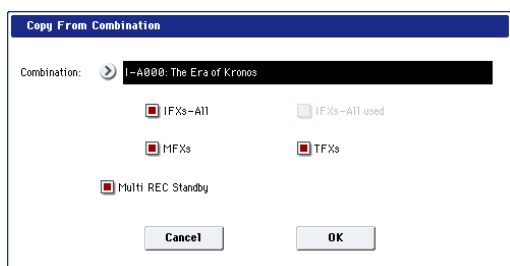 Copy From Combination
Combination: I-A000: The Era of Kronos
IFXs-All IFXs-All used
MFXs TFXs
Multi REC Standby
Cancel OK